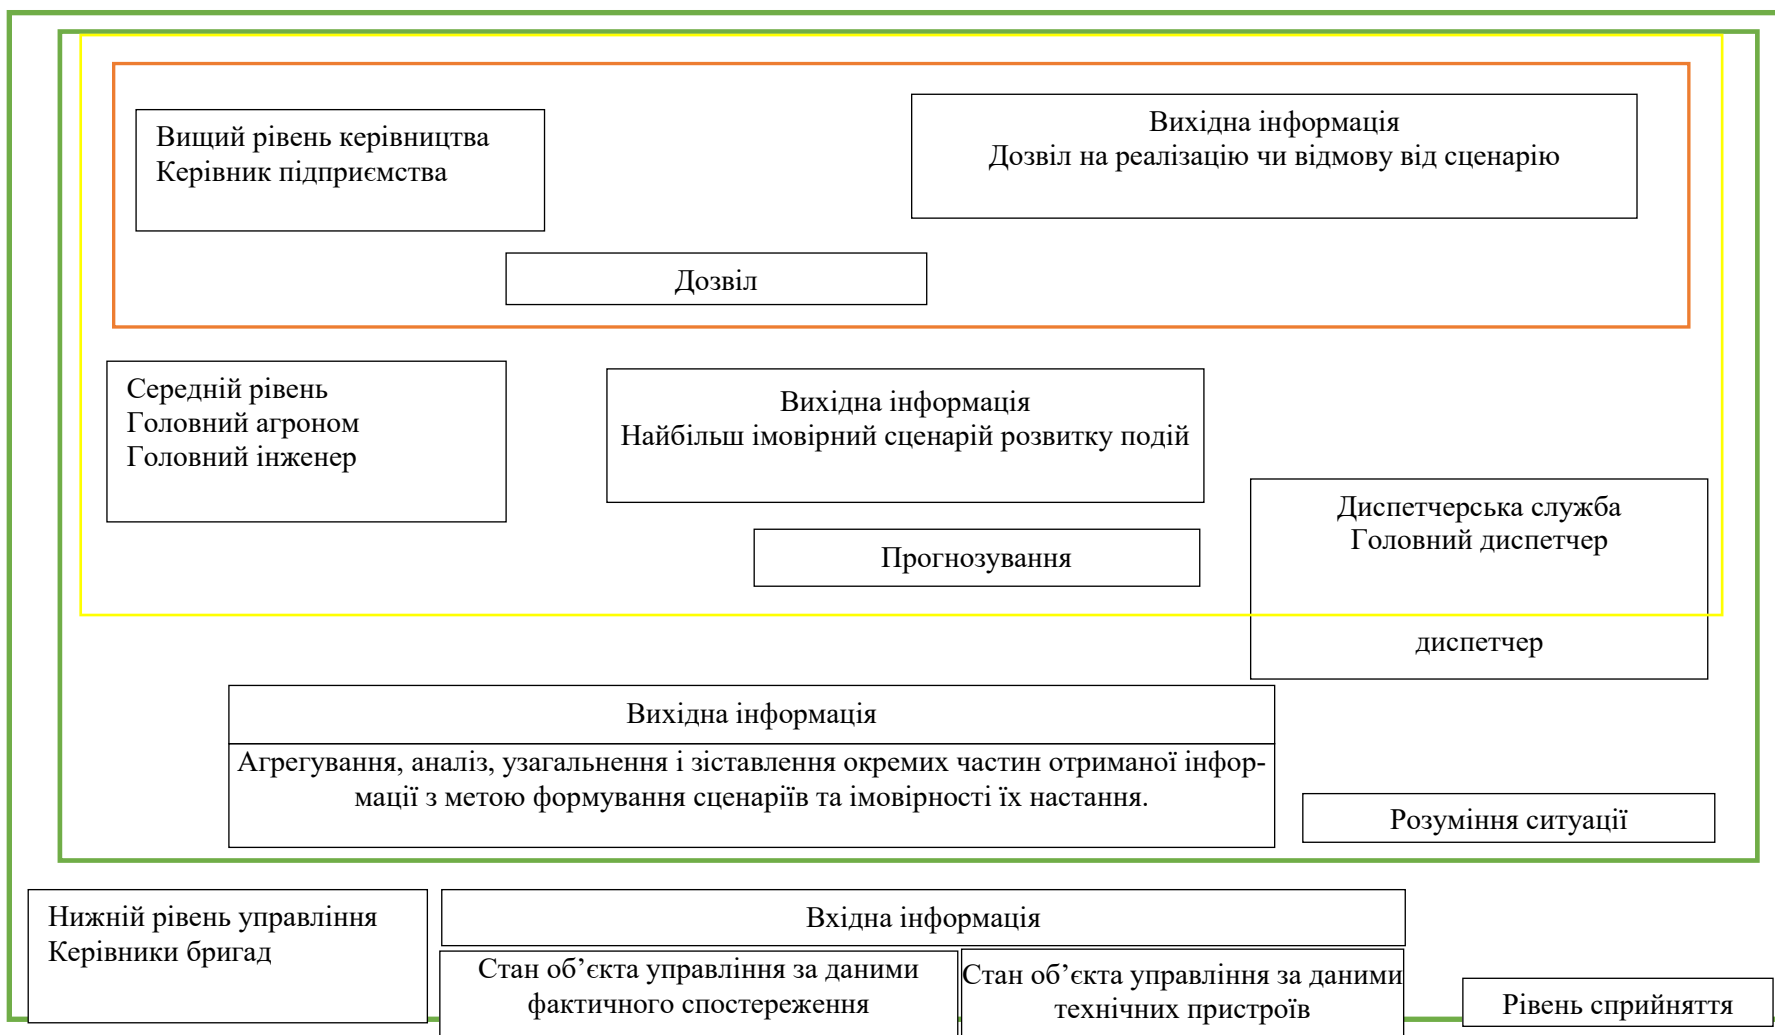 Вищий рівень керівництва
Керівник підприємства
Вихідна інформація
Дозвіл на реалізацію чи відмову від сценарію
Дозвіл
Середній рівень
Головний агроном
Головний інженер
Вихідна інформація
Найбільш імовірний сценарій розвитку подій
Диспетчерська служба
Головний диспетчер
диспетчер
Прогнозування
Вихідна інформація
Агрегування, аналіз, узагальнення і зіставлення окремих частин отриманої інфор-
мації з метою формування сценаріїв та імовірності їх настання.
Розуміння ситуації
Нижній рівень управління
Керівники бригад
Вхідна інформація
Стан об’єкта управління за даними
фактичного спостереження
Стан об’єкта управління за даними
технічних пристроїв
Рівень сприйняття